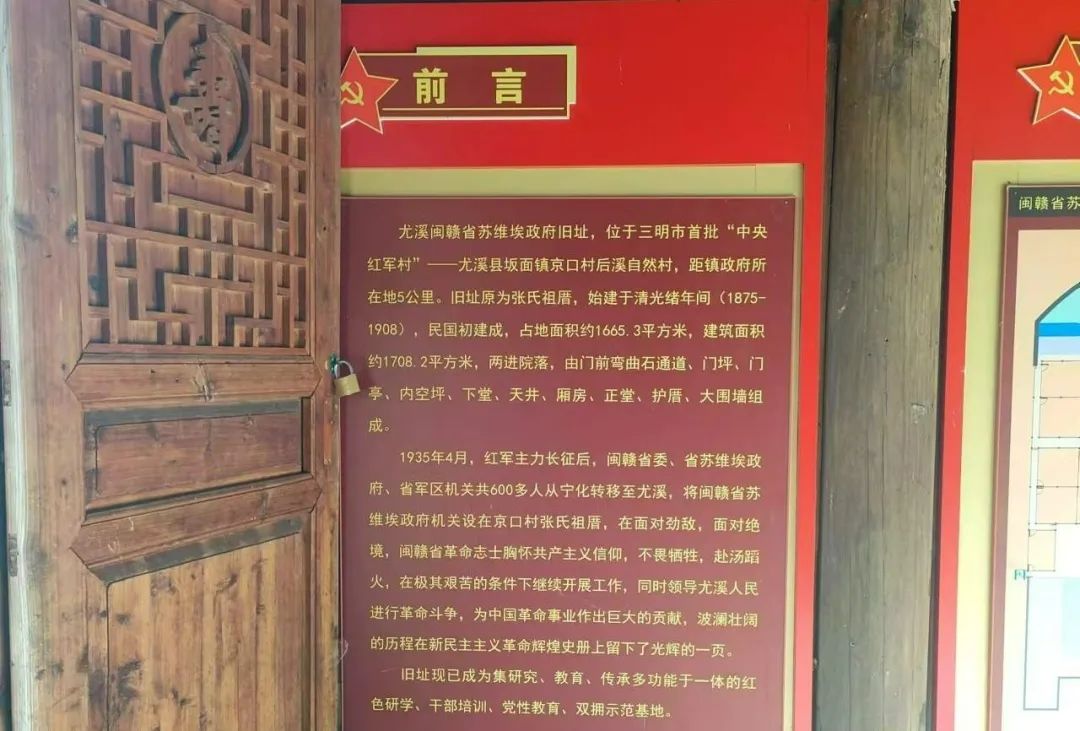 前言
尤溪闽赣省苏维埃政府旧址，位于三明市首批“中央
红军村”——尤溪县坂面镇京口村后溪自然村，距镇政府所
在地5公里。旧址原为张氏祖厝，始建于清光绪年间（1875-
1908），民国初建成，占地面积约1665.3平方米，建筑面积
约1708.2平方米，两进院落，由门前弯曲石通道、门坪、门
亭、内空坪、下堂、天井、厢房、正堂、护厝、大围墙组
成。
1935年4月，红军主力长征后，闽赣省委、省苏维埃政
府、省军区机关共600多人从宁化转移至尤溪，将闽赣省苏
维埃政府机关设在京口村张氏祖厝，在面对劲敌，面对绝
境，闽赣省革命志士胸怀共产主义信仰，不畏牺牲，赴汤蹈
火，在极其艰苦的条件下继续开展工作，同时领导尤溪人民
进行革命斗争，为中国革命事业作出巨大的贡献，波澜壮阔
的历程在新民主主义革命辉煌史册上留下了光辉的一页。
旧址现已成为集研究、教育、传承多功能于一体的红
色研学、干部培训、党性教育、双拥示范基地。
闽赣省苏